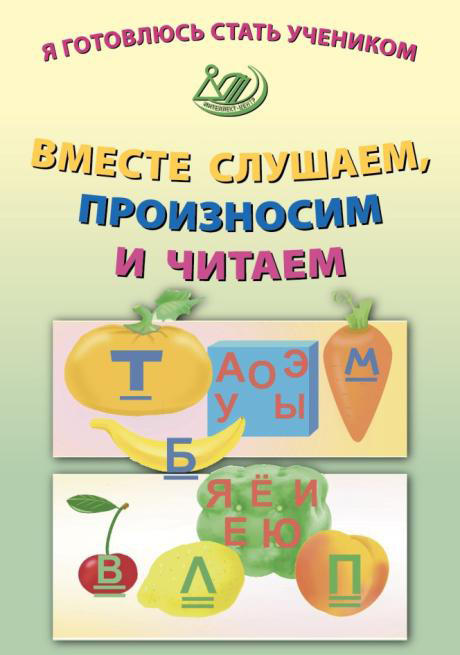 Я ГОТОВЛЮСЬ СТАТЬ УЧЕНИКОМ
ИНТЕЛЛЕКТ-ЦЕНТР
ВМЕСТЕ СЛУШАЕМ,
ПРОИЗНОСИМ
И ЧИТАЕМ
Т
А О Э
У Ы
М
Б
Я Ё И
Е Ю
В
Л
П